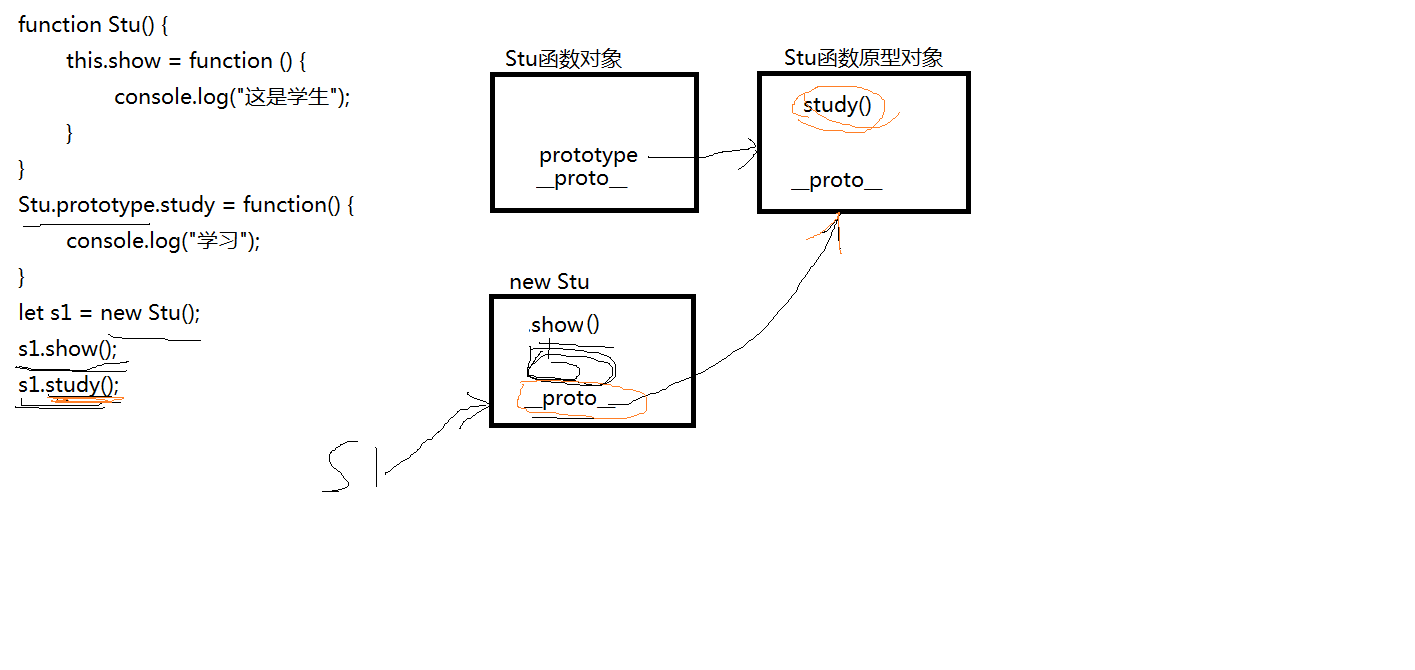 function Stu() {
this.show = function () {
console.log("这是学生");
}
}
Stu.prototype.study = function() {
console.log("学习");
}
let s1 = new Stu();
s1.show();
s1.study();
Stu函数对象
prototype
__proto__
Stu函数原型对象
study()
__proto__
new Stu
.show()
__proto__
S1